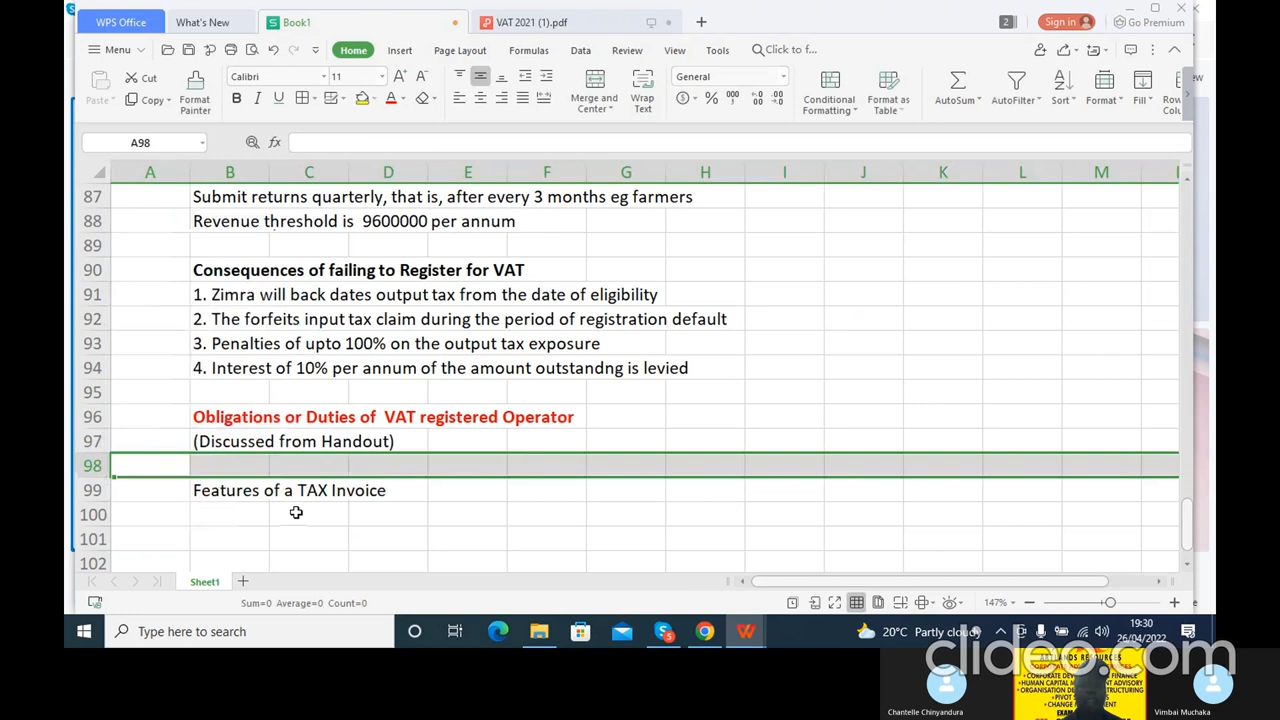 WPS Office
What's New
Book1
VAT 2021 (1).pdf
2
Sign in
Go Premium
Menu
Home
Insert
Page Layout
Formulas
Data
Review
View
Tools
Click to f...
Paste
Cut
Copy
Format Painter
Calibri
11
Merge and Center
Wrap Text
General
Conditional Formatting
Format as Table
AutoSum
AutoFilter
Sort
Format
Fill
A98
A B C D E F G H I J K L M
87 Submit returns quarterly, that is, after every 3 months eg farmers
88 Revenue threshold is 9600000 per annum
89
90 Consequences of failing to Register for VAT
91 1. Zimra will back dates output tax from the date of eligibility
92 2. The forfeits input tax claim during the period of registration default
93 3. Penalties of upto 100% on the output tax exposure
94 4. Interest of 10% per annum of the amount outstandng is levied
95
96 Obligations or Duties of VAT registered Operator
97 (Discussed from Handout)
98
99 Features of a TAX Invoice
100
101
102
Sheet1
Sum=0 Average=0 Count=0
147%
Type here to search
20°C Partly cloudy
19:30
26/04/2022
clideo.com
Chantelle Chinyandura
Vimbai Muchaka